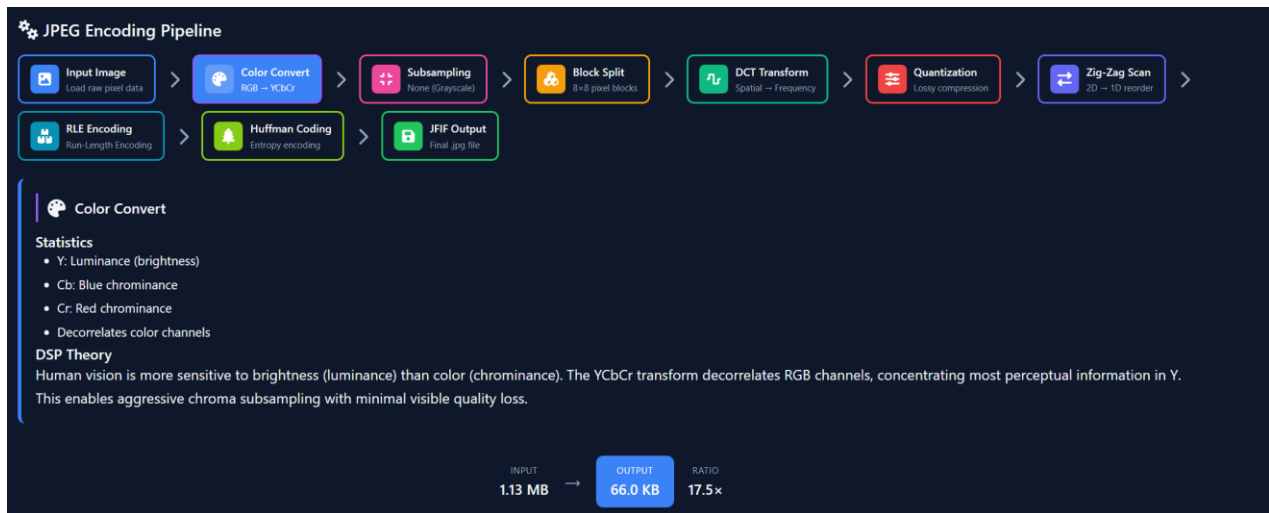 JPEG Encoding Pipeline
Input Image
Load raw pixel data
Color Convert
RGB → YCbCr
Subsampling
None (Grayscale)
Block Split
8×8 pixel blocks
DCT Transform
Spatial → Frequency
Quantization
Lossy compression
Zig-Zag Scan
2D → 1D reorder
RLE Encoding
Run-Length Encoding
Huffman Coding
Entropy encoding
JFIF Output
Final .jpg file
Color Convert
Statistics
• Y: Luminance (brightness)
• Cb: Blue chrominance
• Cr: Red chrominance
• Decorrelates color channels
DSP Theory
Human vision is more sensitive to brightness (luminance) than color (chrominance). The YCbCr transform decorrelates RGB channels, concentrating most perceptual information in Y.
This enables aggressive chroma subsampling with minimal visible quality loss.
INPUT
1.13 MB
→
OUTPUT
66.0 KB
RATIO
17.5×